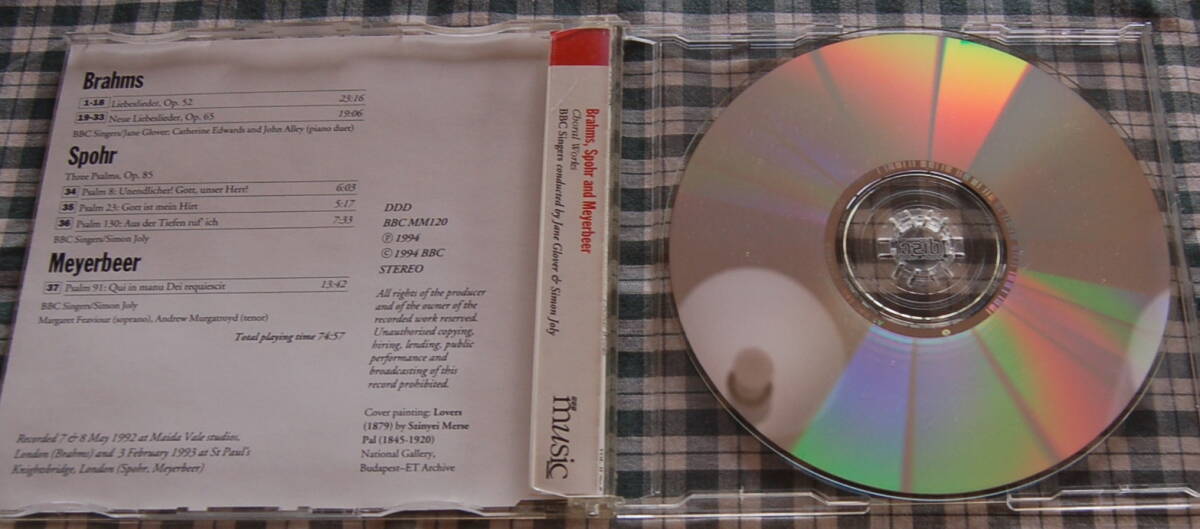 Brahms
1-18 Liebeslieder, Op. 52 23:16
19-33 Neue Liebeslieder, Op. 65 19:06
BBC Singers/Jane Glover; Catherine Edwards and John Alley (piano duet)
Spohr
Three Psalms, Op. 85
34 Psalm 8: Unendlicher! Gott, unser Herr! 6:03
35 Psalm 23: Gott ist mein Hirt 5:17
36 Psalm 130: Aus der Tiefen ruf' ich 7:33
BBC Singers/Simon Joly
Meyerbeer
37 Psalm 91: Qui in manu Dei requiescit 13:42
BBC Singers/Simon Joly
Margaret Feaviour (soprano), Andrew Murgatroyd (tenor)
Total playing time 74:57
Recorded 7 & 8 May 1992 at Maida Vale studios,
London (Brahms) and 3 February 1993 at St Paul's
Knightsbridge, London (Spohr, Meyerbeer)
DDD
BBC MM120
Ⓟ 1994
© 1994 BBC
STEREO
All rights of the producer
and of the owner of the
recorded work reserved.
Unauthorised copying,
hiring, lending, public
performance and
broadcasting of this
record prohibited.
Cover painting: Lovers
(1879) by Szinyei Merse
Pal (1845-1920)
National Gallery,
Budapest–ET Archive
Brahms, Spohr and Meyerbeer
Choral Works
BBC Singers conducted by Jane Glover & Simon Joly
BBC music